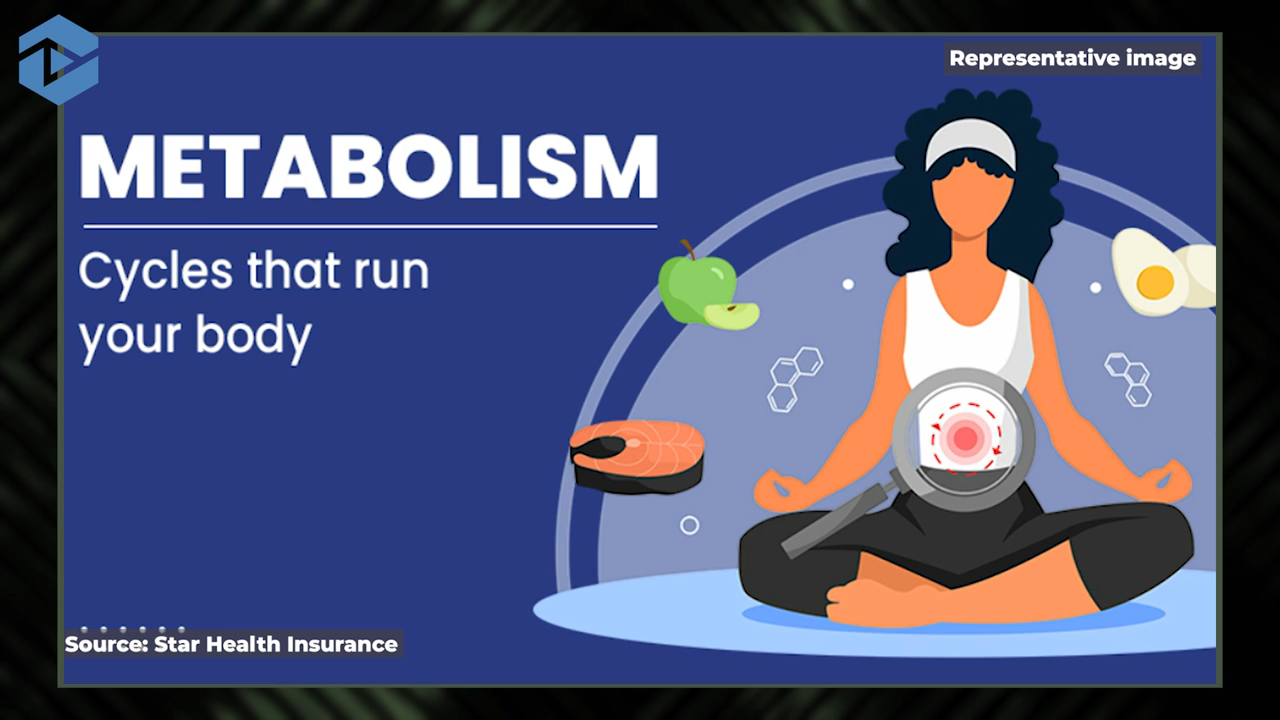 Representative image
METABOLISM
Cycles that run
your body
Source: Star Health Insurance